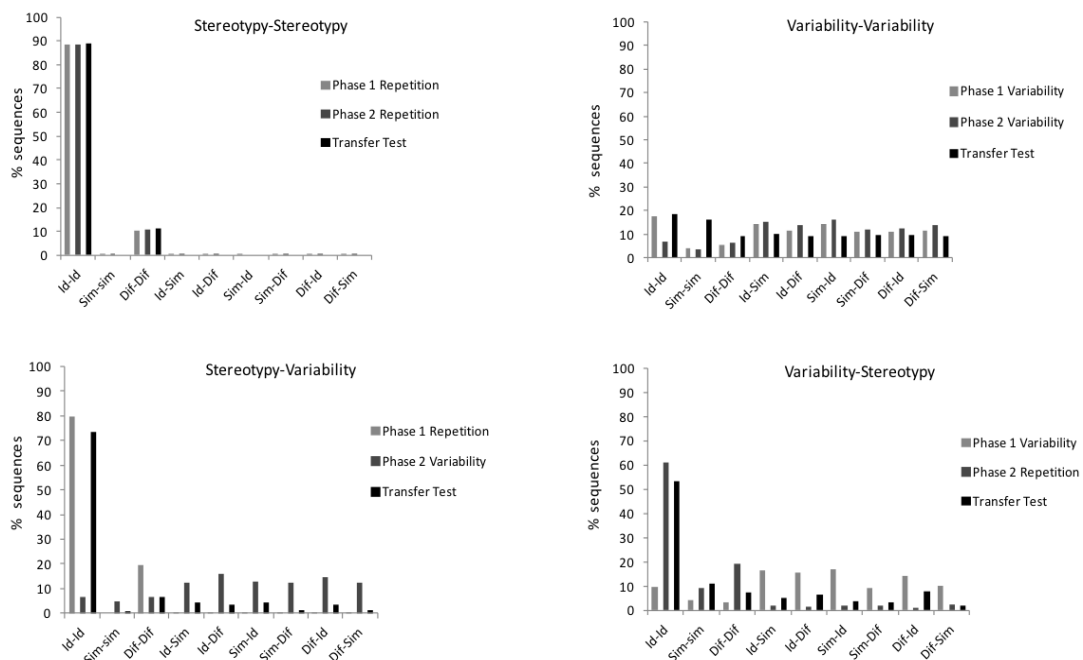 Stereotypy-Stereotypy
100
90
80
70
60
50
40
30
20
10
0
% sequences
Phase 1 Repetition
Phase 2 Repetition
Transfer Test
Id-Id
Sim-sim
Dif-Dif
Id-Sim
Id-Dif
Sim-Id
Sim-Dif
Dif-Id
Dif-Sim
Variability-Variability
100
90
80
70
60
50
40
30
20
10
0
% sequences
Phase 1 Variability
Phase 2 Variability
Transfer Test
Id-Id
Sim-sim
Dif-Dif
Id-Sim
Id-Dif
Sim-Id
Sim-Dif
Dif-Id
Dif-Sim
Stereotypy-Variability
100
90
80
70
60
50
40
30
20
10
0
% sequences
Phase 1 Repetition
Phase 2 Variability
Transfer Test
Id-Id
Sim-sim
Dif-Dif
Id-Sim
Id-Dif
Sim-Id
Sim-Dif
Dif-Id
Dif-Sim
Variability-Stereotypy
100
90
80
70
60
50
40
30
20
10
0
% sequences
Phase 1 Variability
Phase 2 Repetition
Transfer Test
Id-Id
Sim-sim
Dif-Dif
Id-Sim
Id-Dif
Sim-Id
Sim-Dif
Dif-Id
Dif-Sim